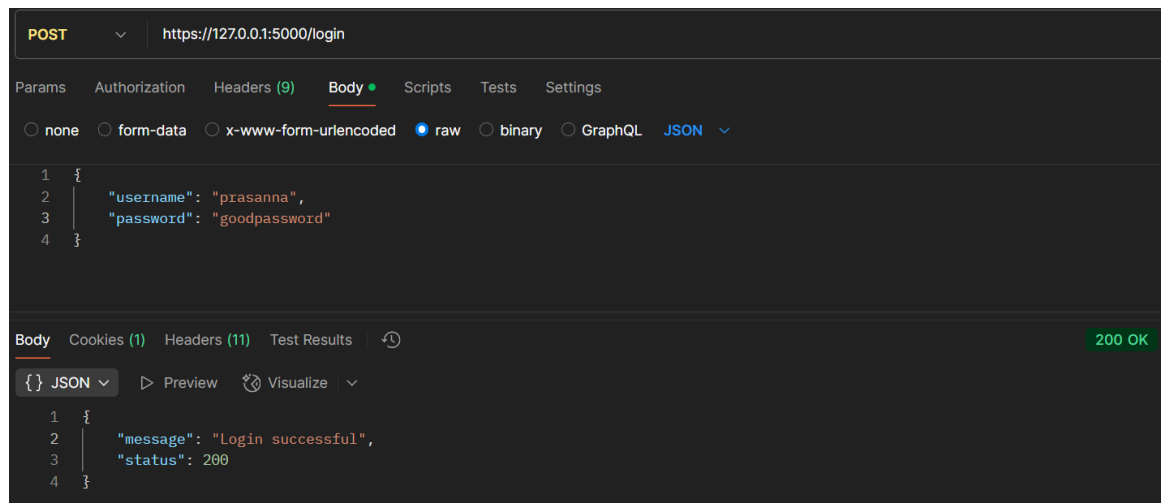 POST https://127.0.0.1:5000/login
Params Authorization Headers (9) Body Scripts Tests Settings
none form-data x-www-form-urlencoded raw binary GraphQL JSON
1 {
2 "username": "prasanna",
3 "password": "goodpassword"
4 }
Body Cookies (1) Headers (11) Test Results 200 OK
{} JSON Preview Visualize
1 {
2 "message": "Login successful",
3 "status": 200
4 }